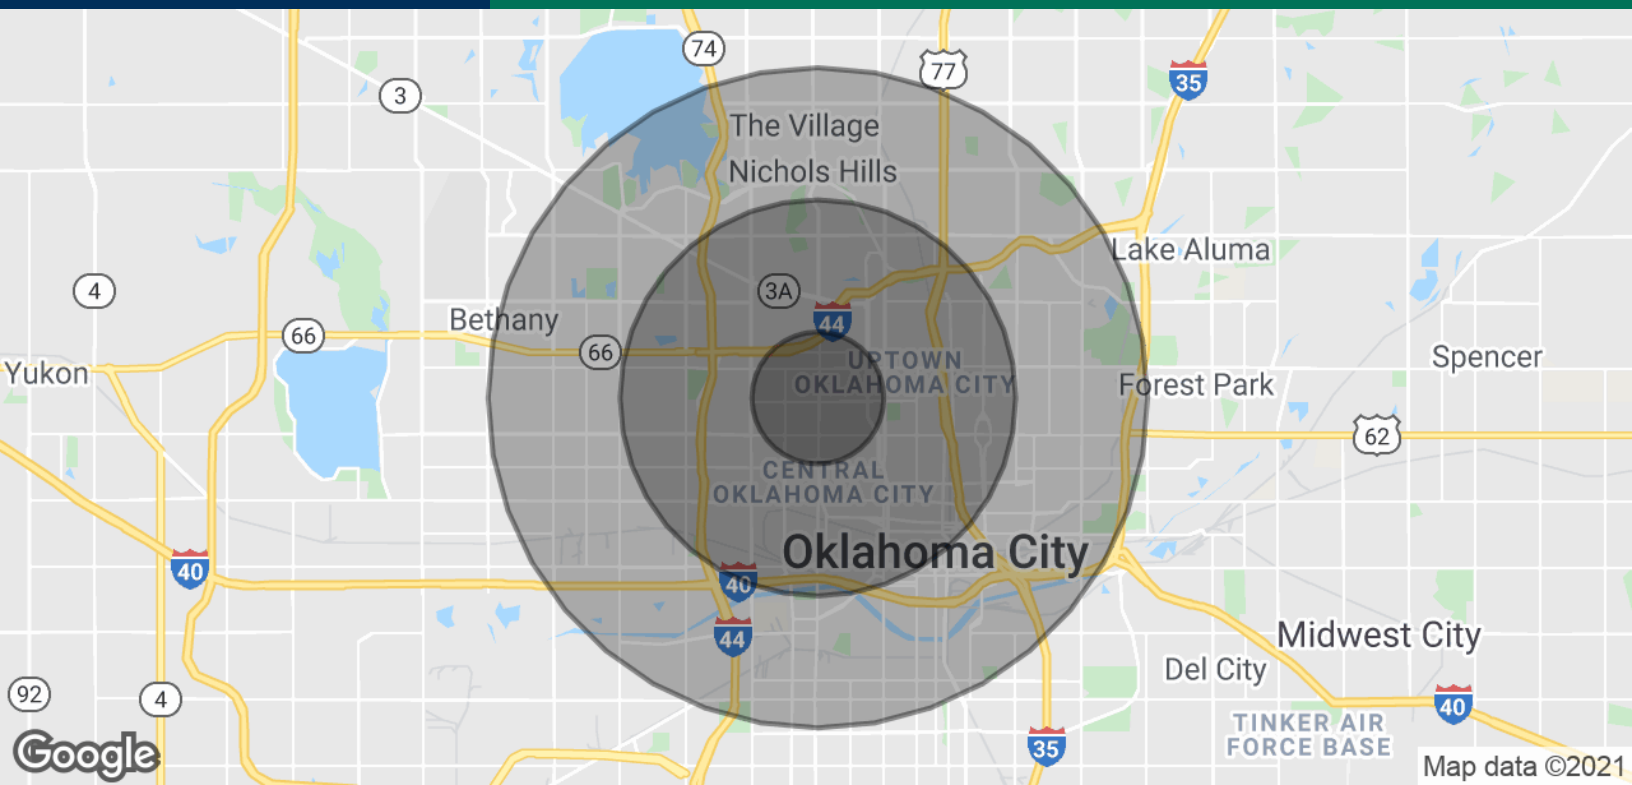 74
77
35
3
The Village
Nichols Hills
Lake Aluma
4
3A
Bethany
44
66
66
UPTOWN
OKLAHOMA CITY
Spencer
Yukon
Forest Park
62
CENTRAL
OKLAHOMA CITY
Oklahoma City
40
40
44
Midwest City
Del City
92
4
40
TINKER AIR
FORCE BASE
35
Google
Map data ©2021